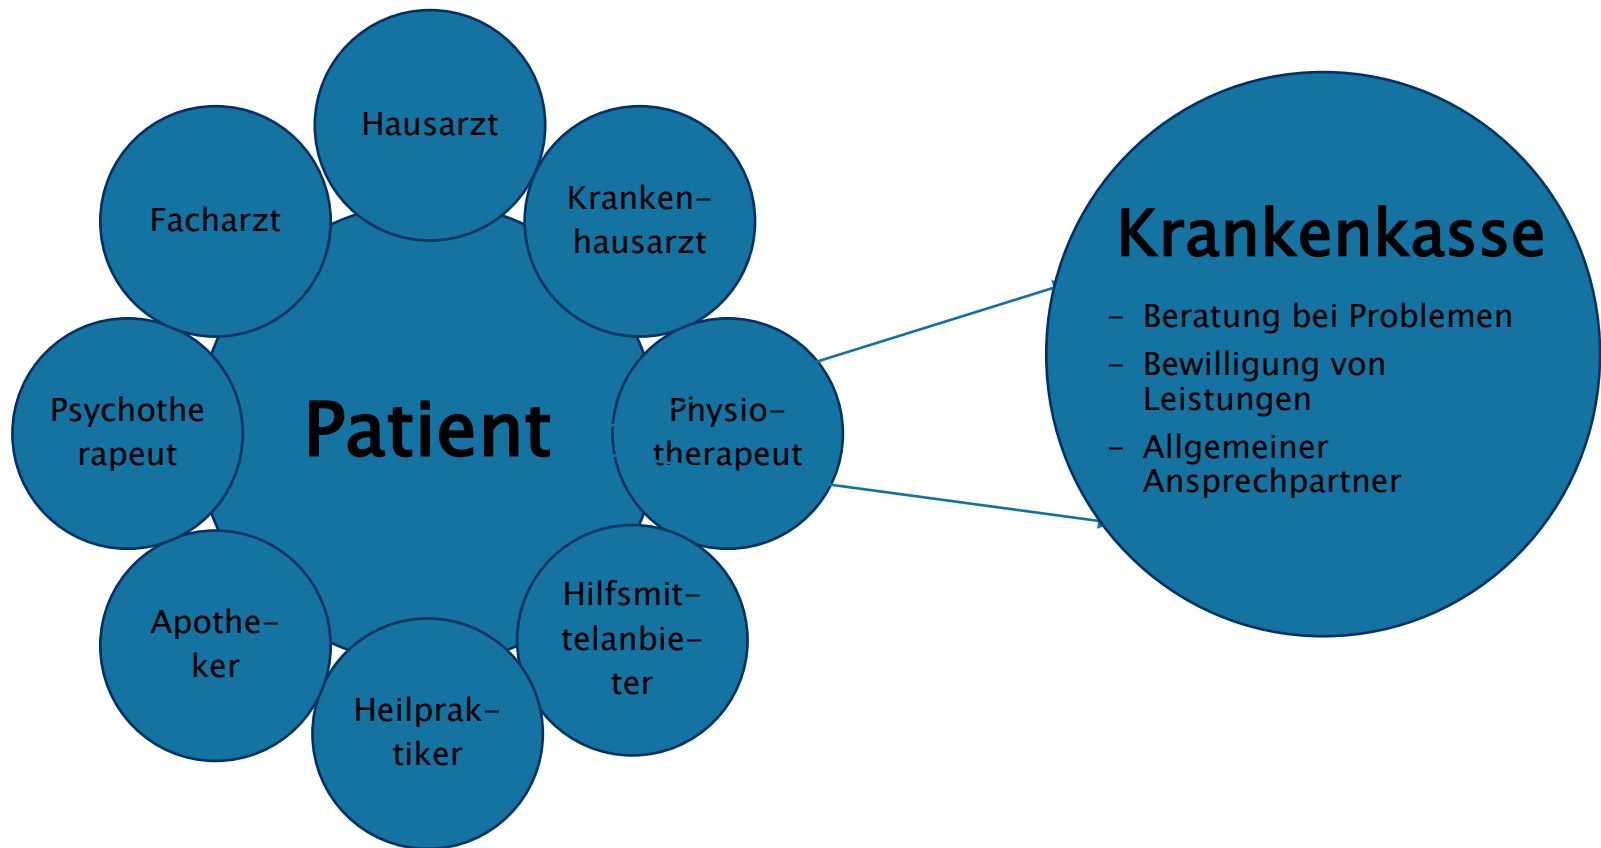 Hausarzt
Facharzt
Kranken-
hausarzt
Psychothe
rapeut
Patient
Physio-
therapeut
Apothe-
ker
Hilfsmit-
telanbie-
ter
Heilprak-
tiker
Krankenkasse
- Beratung bei Problemen
- Bewilligung von
Leistungen
- Allgemeiner
Ansprechpartner